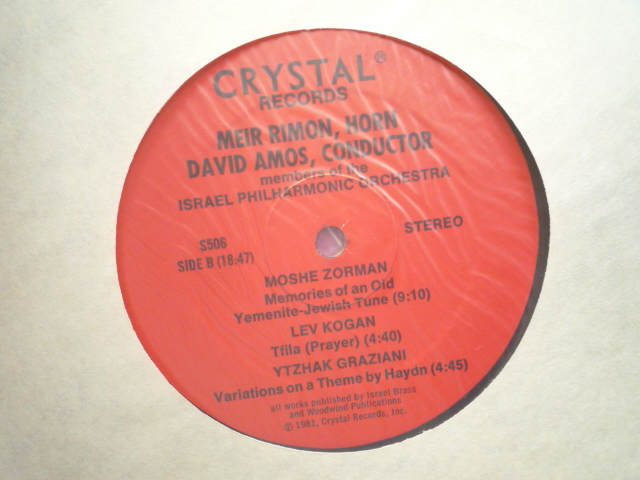 CRYSTAL®
RECORDS
MEIR RIMON, HORN
DAVID AMOS, CONDUCTOR
members of the
ISRAEL PHILHARMONIC ORCHESTRA
S506
SIDE B (18:47)
STEREO
MOSHE ZORMAN
Memories of an Old
Yemenite-Jewish Tune (9:10)
LEV KOGAN
Tfila (Prayer) (4:40)
YTZHAK GRAZIANI
Variations on a Theme by Haydn (4:45)
all works published by Israel Brass
and Woodwind Publications
℗ 1981, Crystal Records, Inc.